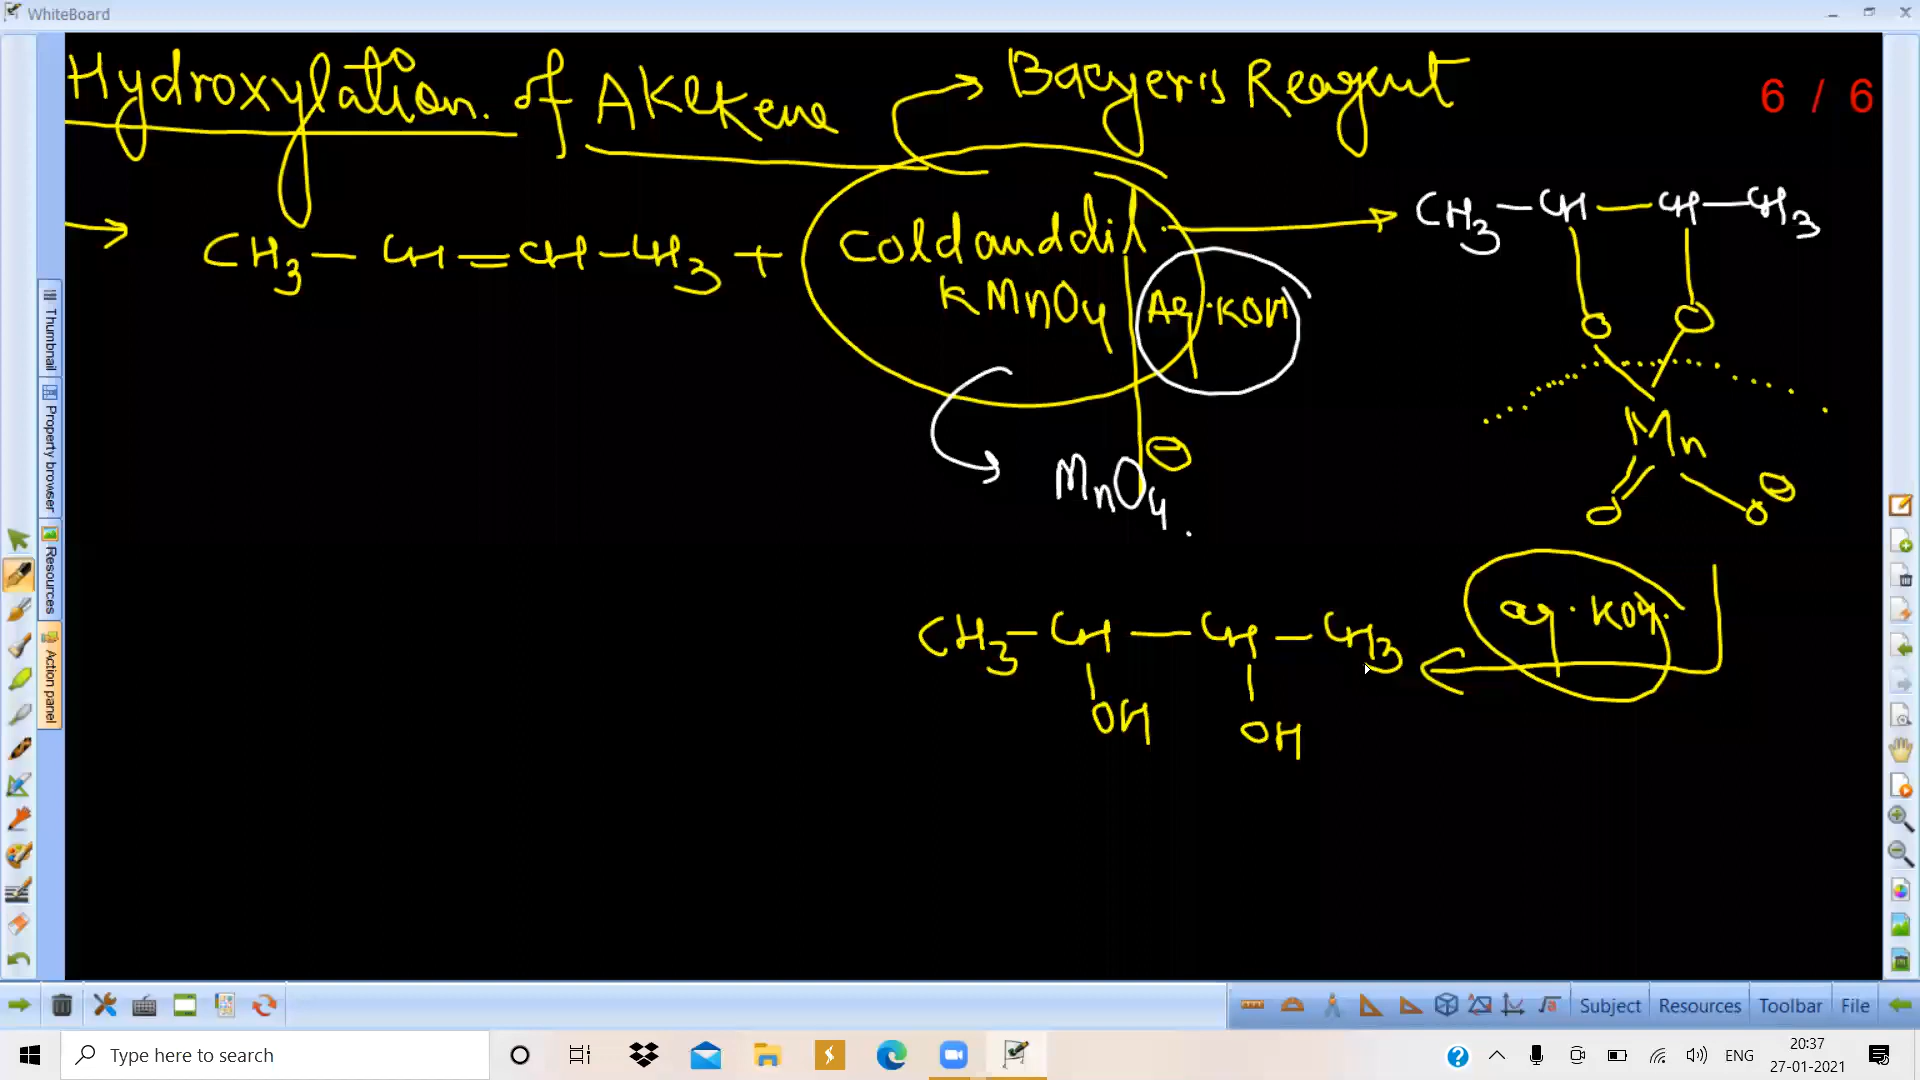 WhiteBoard
Hydroxylation. of AKlKene
Baeyer's Reagent
6 / 6
CH3 – CH = CH – CH3 +
Cold and dil.
KMnO4
Aq. KOH
MnO4⊖.
CH3 – CH – CH – CH3
O O
Mn
O O⊖
aq. KOH.
CH3 – CH – CH – CH3
OH OH
Thumbnail
Property browser
Resources
Action panel
Subject
Resources
Toolbar
File
Type here to search
ENG
20:37
27-01-2021